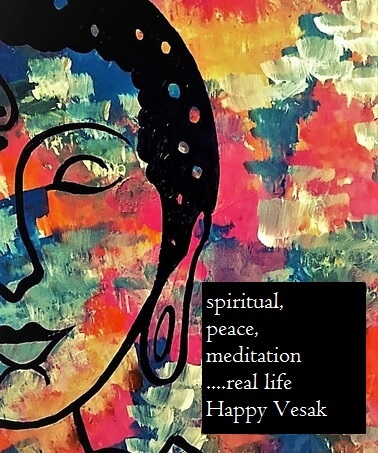 spiritual,
peace,
meditation
....real life
Happy Vesak